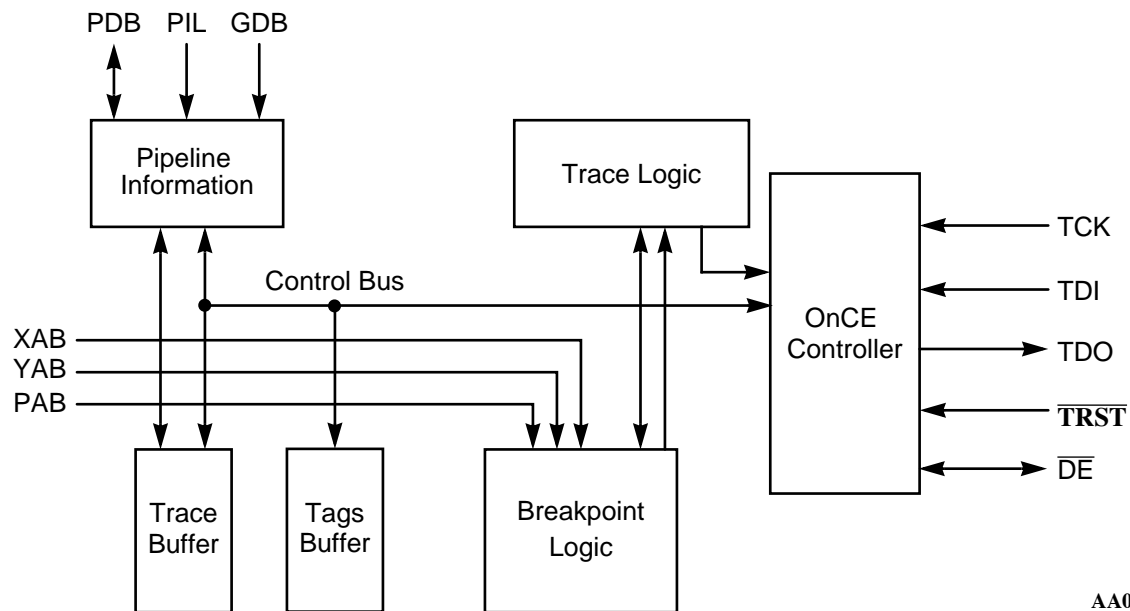 PDB PIL GDB
Pipeline
Information
Trace Logic
TCK
Control Bus
TDI
OnCE
Controller
XAB
TDO
YAB
PAB
TRST
DE
Trace
Buffer
Tags
Buffer
Breakpoint
Logic
AA0